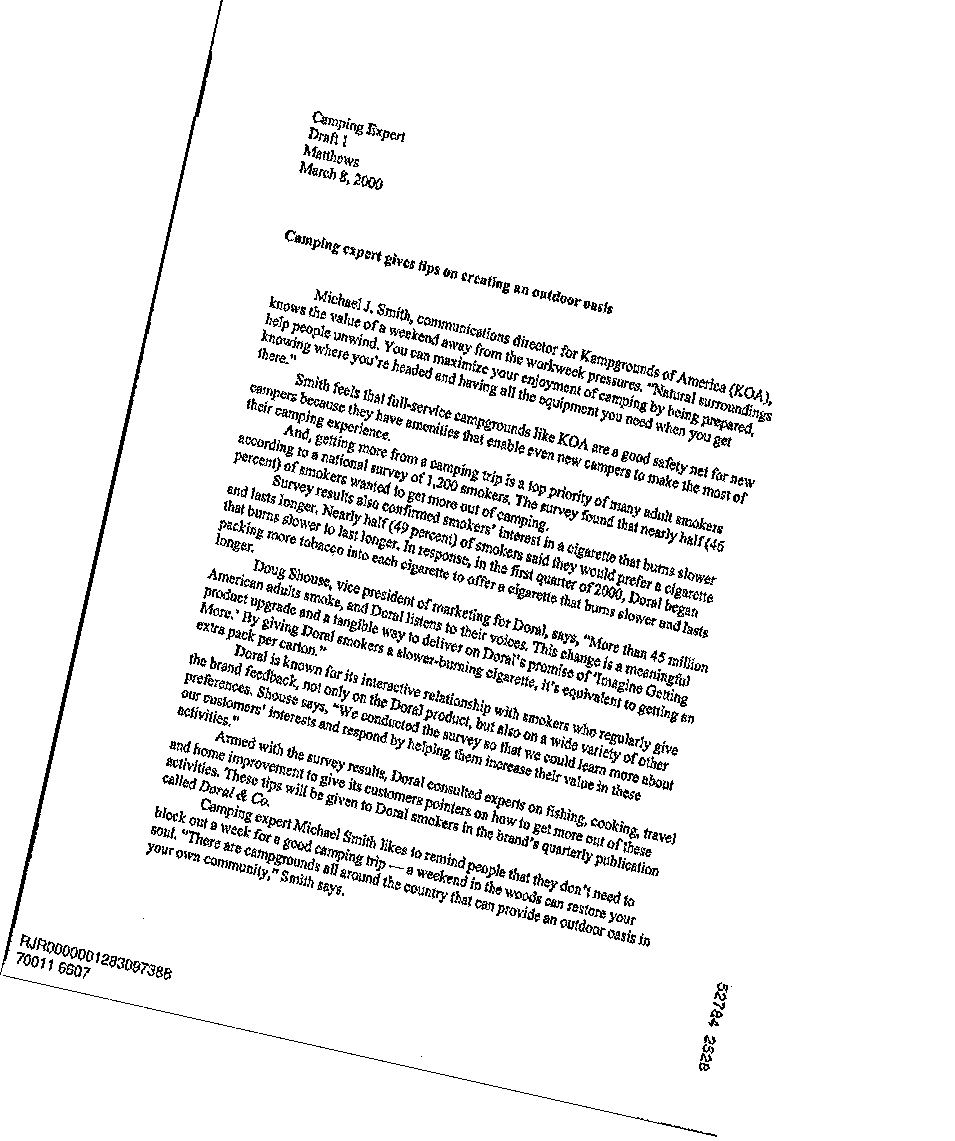 Camping Expert
Draft 1
Matthews
March 8, 2000
Camping expert gives tips on creating an outdoor oasis
Michael J. Smith, communications director for Kampgrounds of America (KOA),
knows the value of a weekend away from the workweek pressures. "Natural surroundings
help people unwind. You can maximize your enjoyment of camping by being prepared,
knowing where you're headed and having all the equipment you need when you get
there."
Smith feels that full-service campgrounds like KOA are a good safety net for new
campers because they have amenities that enable even new campers to make the most of
their camping experience.
And, getting more from a camping trip is a top priority of many adult smokers
according to a national survey of 1,200 smokers. The survey found that nearly half (46
percent) of smokers wanted to get more out of camping.
Survey results also confirmed smokers' interest in a cigarette that burns slower
and lasts longer. Nearly half (49 percent) of smokers said they would prefer a cigarette
that burns slower to last longer. In response, in the first quarter of 2000, Doral began
packing more tobacco into each cigarette to offer a cigarette that burns slower and lasts
longer.
Doug Shouse, vice president of marketing for Doral, says, "More than 45 million
American adults smoke, and Doral listens to their voices. This change is a meaningful
product upgrade and a tangible way to deliver on Doral's promise of 'Imagine Getting
More.' By giving Doral smokers a slower-burning cigarette, it's equivalent to getting an
extra pack per carton."
Doral is known for its interactive relationship with smokers who regularly give
the brand feedback, not only on the Doral product, but also on a wide variety of other
preferences. Shouse says, "We conducted the survey so that we could learn more about
our customers' interests and respond by helping them increase their value in these
activities."
Armed with the survey results, Doral consulted experts on fishing, cooking, travel
and home improvement to give its customers pointers on how to get more out of these
activities. These tips will be given to Doral smokers in the brand's quarterly publication
called Doral & Co.
Camping expert Michael Smith likes to remind people that they don't need to
block out a week for a good camping trip — a weekend in the woods can restore your
soul. "There are campgrounds all around the country that can provide an outdoor oasis in
your own community," Smith says.
RJR0000001283097388
70011 6607
52784 2528